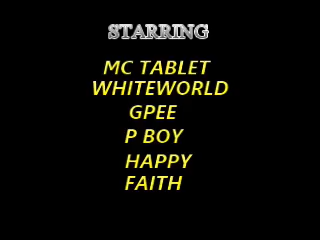 STARRING
MC TABLET
WHITEWORLD
GPEE
P BOY
HAPPY
FAITH